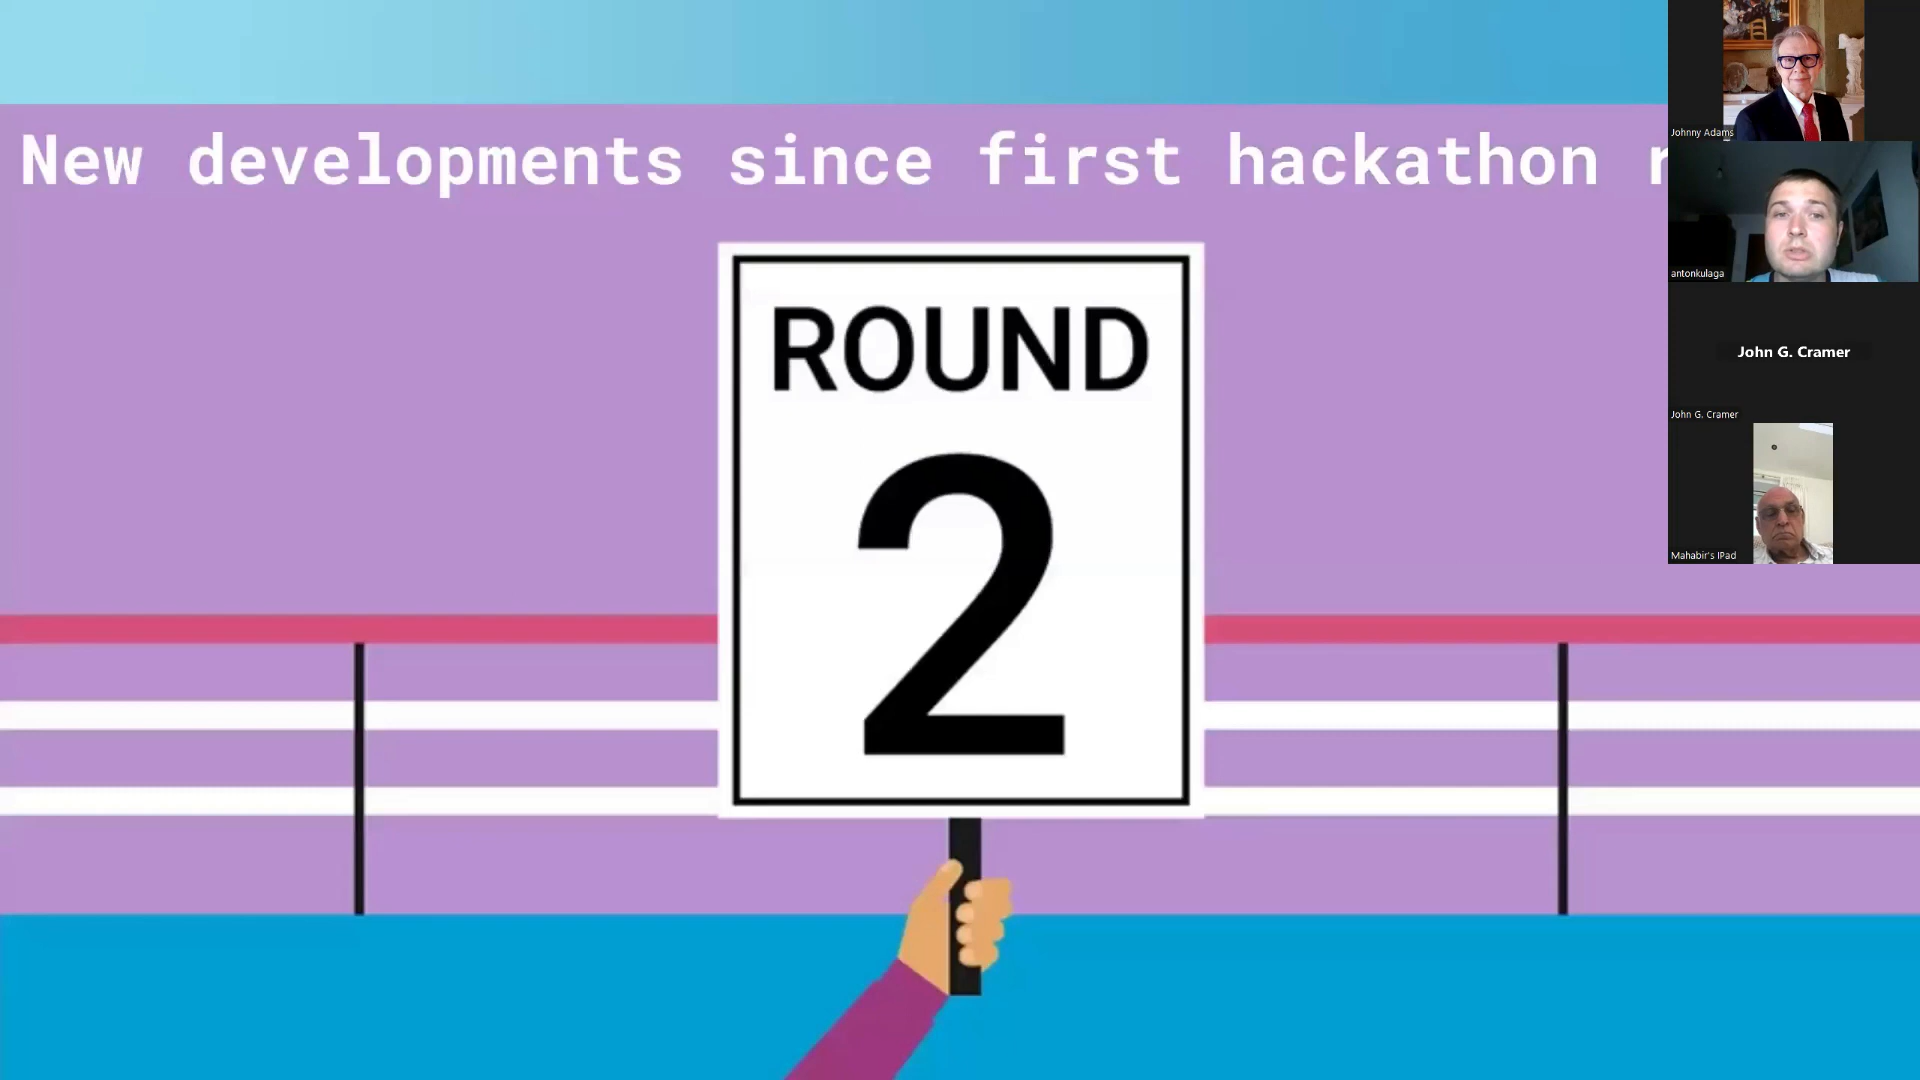 New developments since first hackathon r
ROUND
2
Johnny Adams
antonkulaga
John G. Cramer
John G. Cramer
Mahabir's IPad